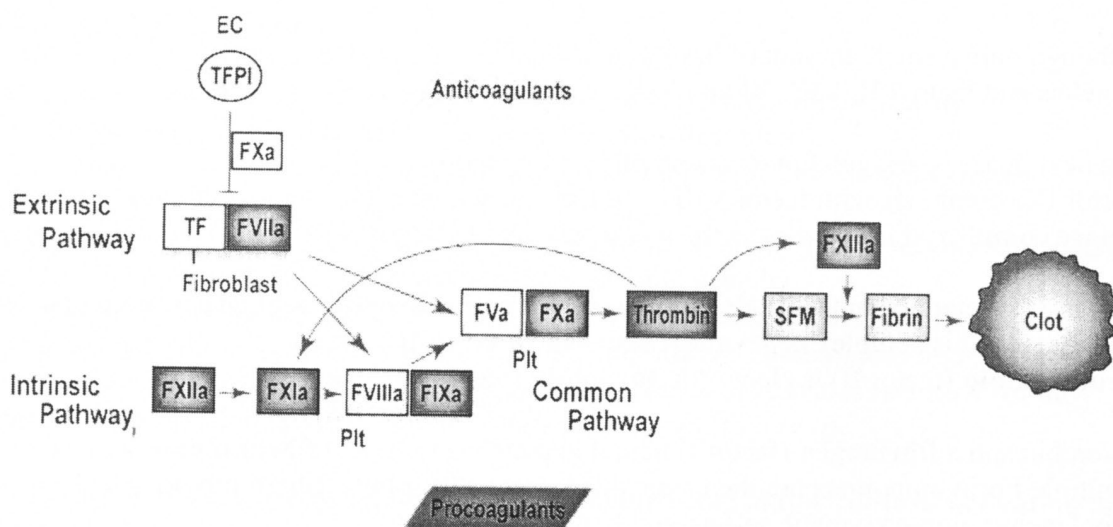 EC
TFPI
Anticoagulants
FXa
Extrinsic
Pathway
TF FVIIa
Fibroblast
FXIIIa
FVa FXa Thrombin SFM Fibrin Clot
Plt
Intrinsic
Pathway
FXIIa FXIa FVIIIa FIXa
Plt
Common
Pathway
Procoagulants